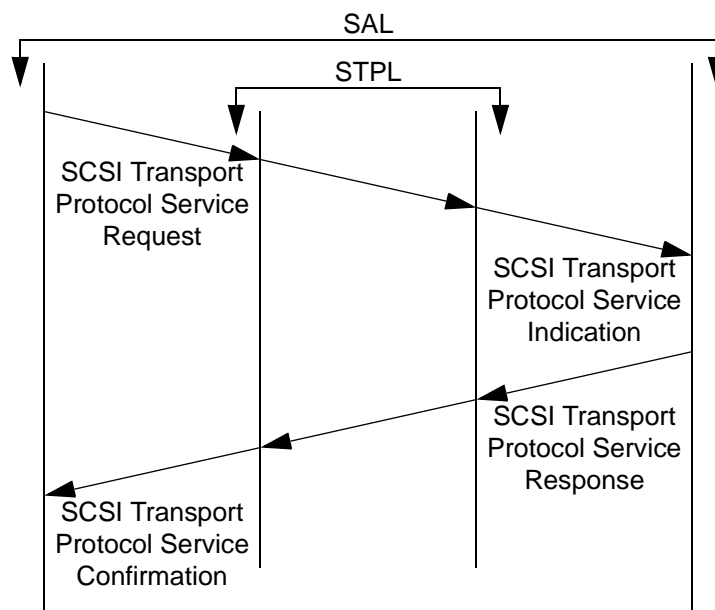 SAL
STPL
SCSI Transport
Protocol Service
Request
SCSI Transport
Protocol Service
Indication
SCSI Transport
Protocol Service
Response
SCSI Transport
Protocol Service
Confirmation